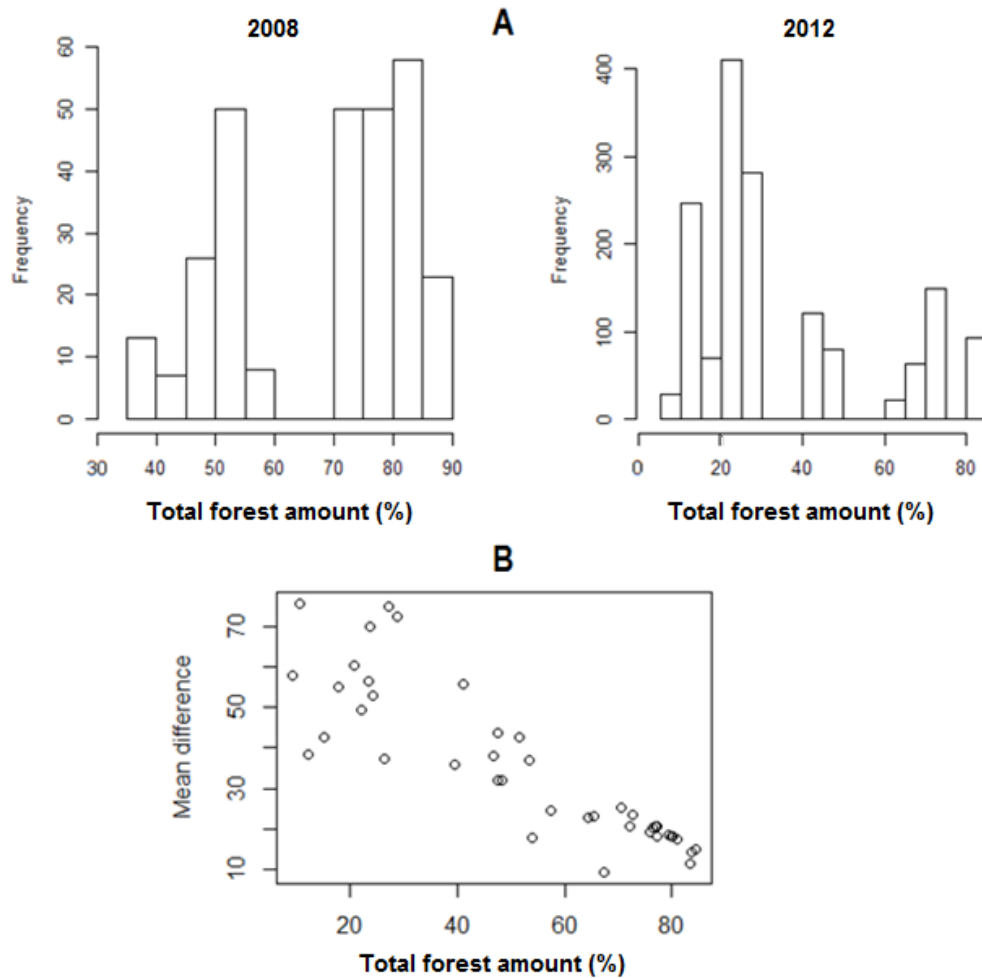 2008
A
2012
Frequency
0 10 20 30 40 50 60
30 40 50 60 70 80 90
Total forest amount (%)
Frequency
0 100 200 300 400
0 20 40 60 80
Total forest amount (%)
B
Mean difference
10 30 50 70
20 40 60 80
Total forest amount (%)